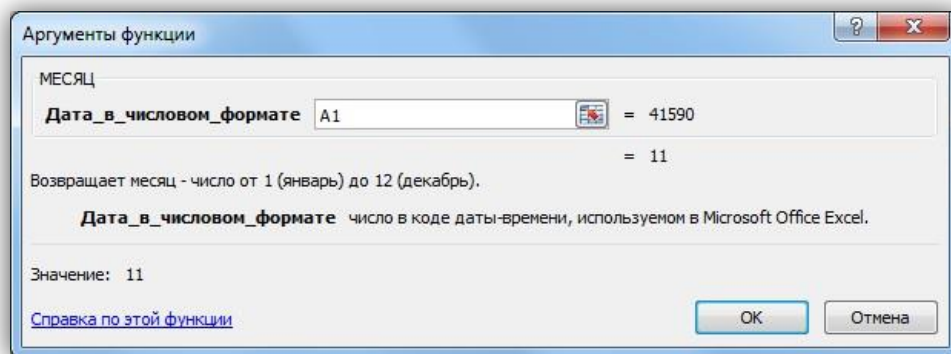 Аргументы функции
?
МЕСЯЦ
Дата_в_числовом_формате A1 = 41590
= 11
Возвращает месяц - число от 1 (январь) до 12 (декабрь).
Дата_в_числовом_формате число в коде даты-времени, используемом в Microsoft Office Excel.
Значение: 11
Справка по этой функции OK Отмена